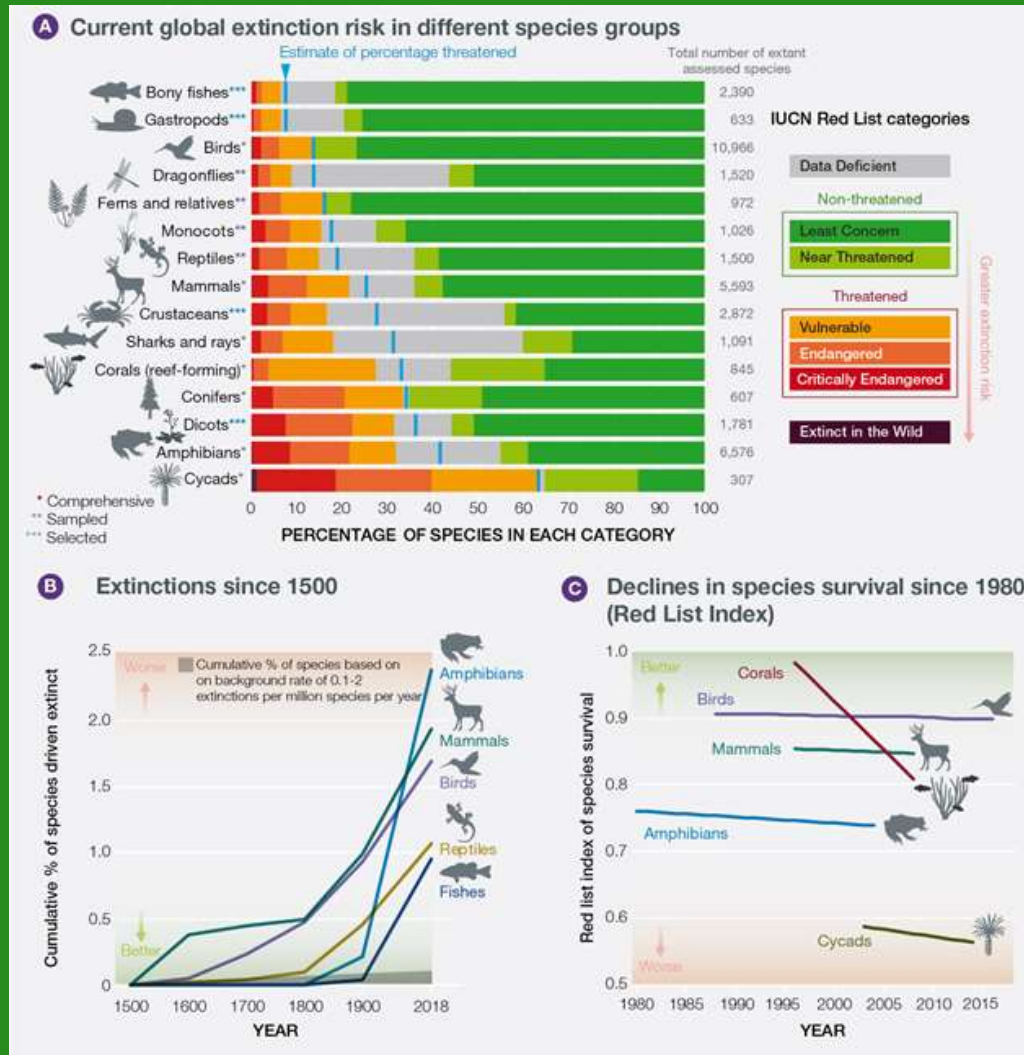 A Current global extinction risk in different species groups
Estimate of percentage threatened
Total number of extant
assessed species
Bony fishes*** 2,390
Gastropods*** 633
Birds* 10,966
Dragonflies** 1,520
Ferns and relatives** 972
Monocots** 1,026
Reptiles** 1,500
Mammals* 5,593
Crustaceans*** 2,872
Sharks and rays* 1,091
Corals (reef-forming)* 845
Conifers* 607
Dicots*** 1,781
Amphibians* 6,576
Cycads* 307
0 10 20 30 40 50 60 70 80 90 100
PERCENTAGE OF SPECIES IN EACH CATEGORY
* Comprehensive
** Sampled
*** Selected
IUCN Red List categories
Data Deficient
Non-threatened
Least Concern
Near Threatened
Threatened
Vulnerable
Endangered
Critically Endangered
Extinct in the Wild
Greater extinction risk
B Extinctions since 1500
Cumulative % of species driven extinct
2.5
2.0
1.5
1.0
0.5
0
Worse
Cumulative % of species based on
on background rate of 0.1-2
extinctions per million species per year
Better
Amphibians
Mammals
Birds
Reptiles
Fishes
1500 1600 1700 1800 1900 2018
YEAR
C Declines in species survival since 1980
(Red List Index)
Red list index of species survival
1.0
0.9
0.8
0.7
0.6
0.5
Better
Corals
Birds
Mammals
Amphibians
Cycads
Worse
1980 1985 1990 1995 2000 2005 2010 2015
YEAR